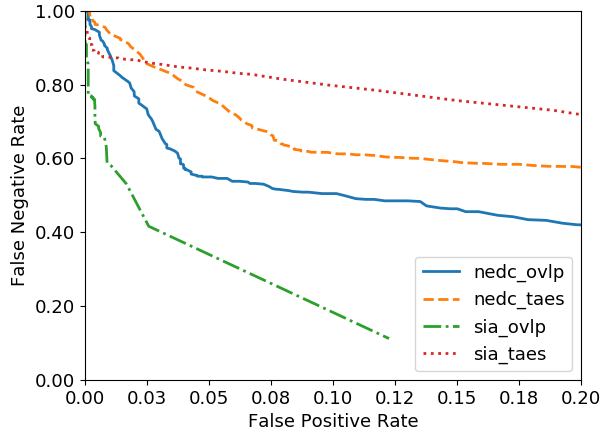 1.00
0.80
0.60
0.40
0.20
0.00
False Negative Rate
nedc_ovlp
nedc_taes
sia_ovlp
sia_taes
0.00 0.03 0.05 0.08 0.10 0.12 0.15 0.18 0.20
False Positive Rate